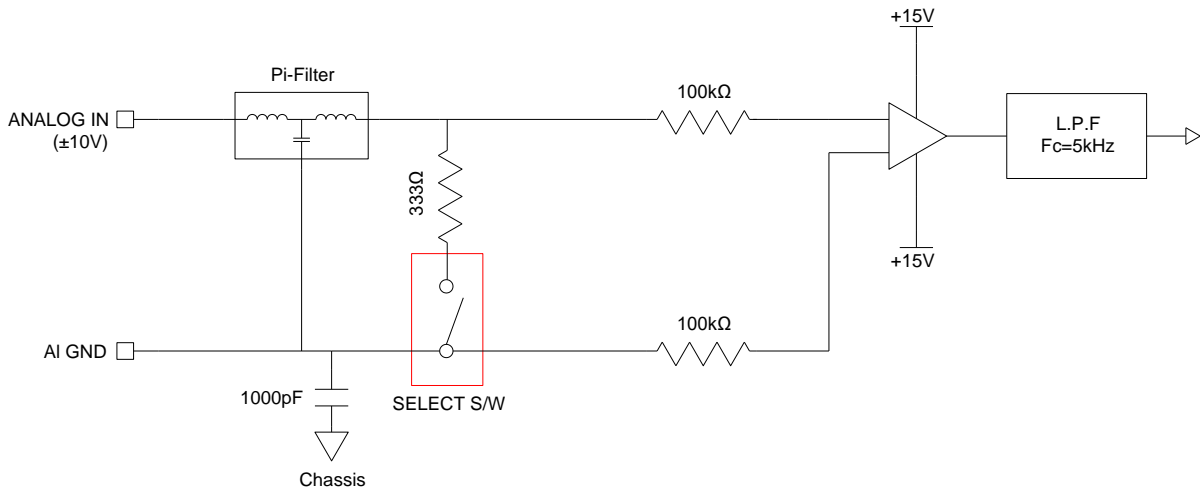 +15V
Pi-Filter
100kΩ
ANALOG IN
(±10V)
L.P.F
Fc=5kHz
333Ω
+15V
100kΩ
AI GND
1000pF
SELECT S/W
Chassis